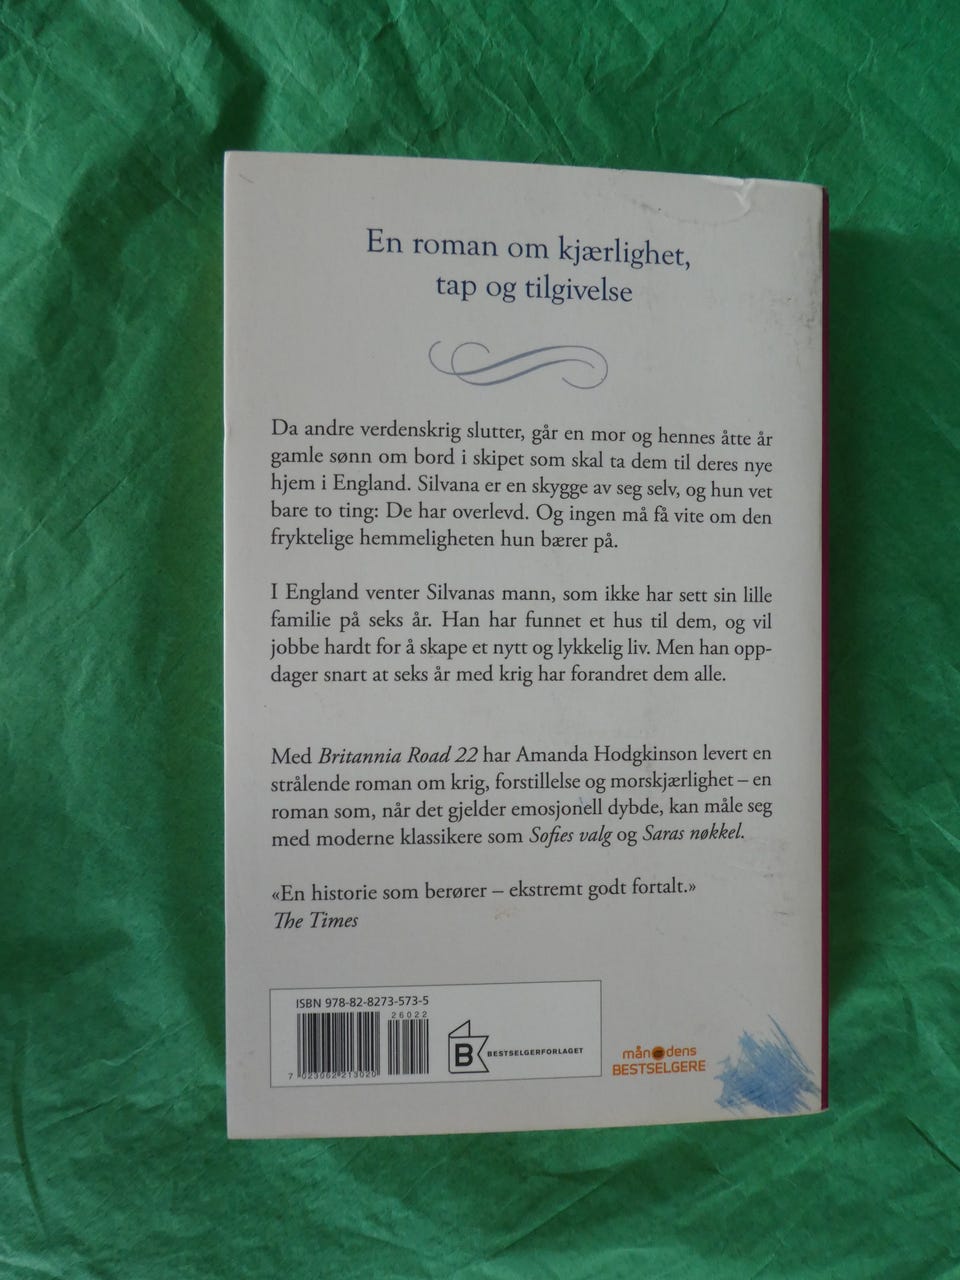 En roman om kjærlighet,
tap og tilgivelse
Da andre verdenskrig slutter, går en mor og hennes åtte år
gamle sønn om bord i skipet som skal ta dem til deres nye
hjem i England. Silvana er en skygge av seg selv, og hun vet
bare to ting: De har overlevd. Og ingen må få vite om den
fryktelige hemmeligheten hun bærer på.
I England venter Silvanas mann, som ikke har sett sin lille
familie på seks år. Han har funnet et hus til dem, og vil
jobbe hardt for å skape et nytt og lykkelig liv. Men han opp-
dager snart at seks år med krig har forandret dem alle.
Med Britannia Road 22 har Amanda Hodgkinson levert en
strålende roman om krig, forstillelse og morskjærlighet – en
roman som, når det gjelder emosjonell dybde, kan måle seg
med moderne klassikere som Sofies valg og Saras nøkkel.
«En historie som berører – ekstremt godt fortalt.»
The Times
ISBN 978-82-8273-573-5
26022
7 023062 213020
B BESTSELGERFORLAGET
månedens
BESTSELGERE